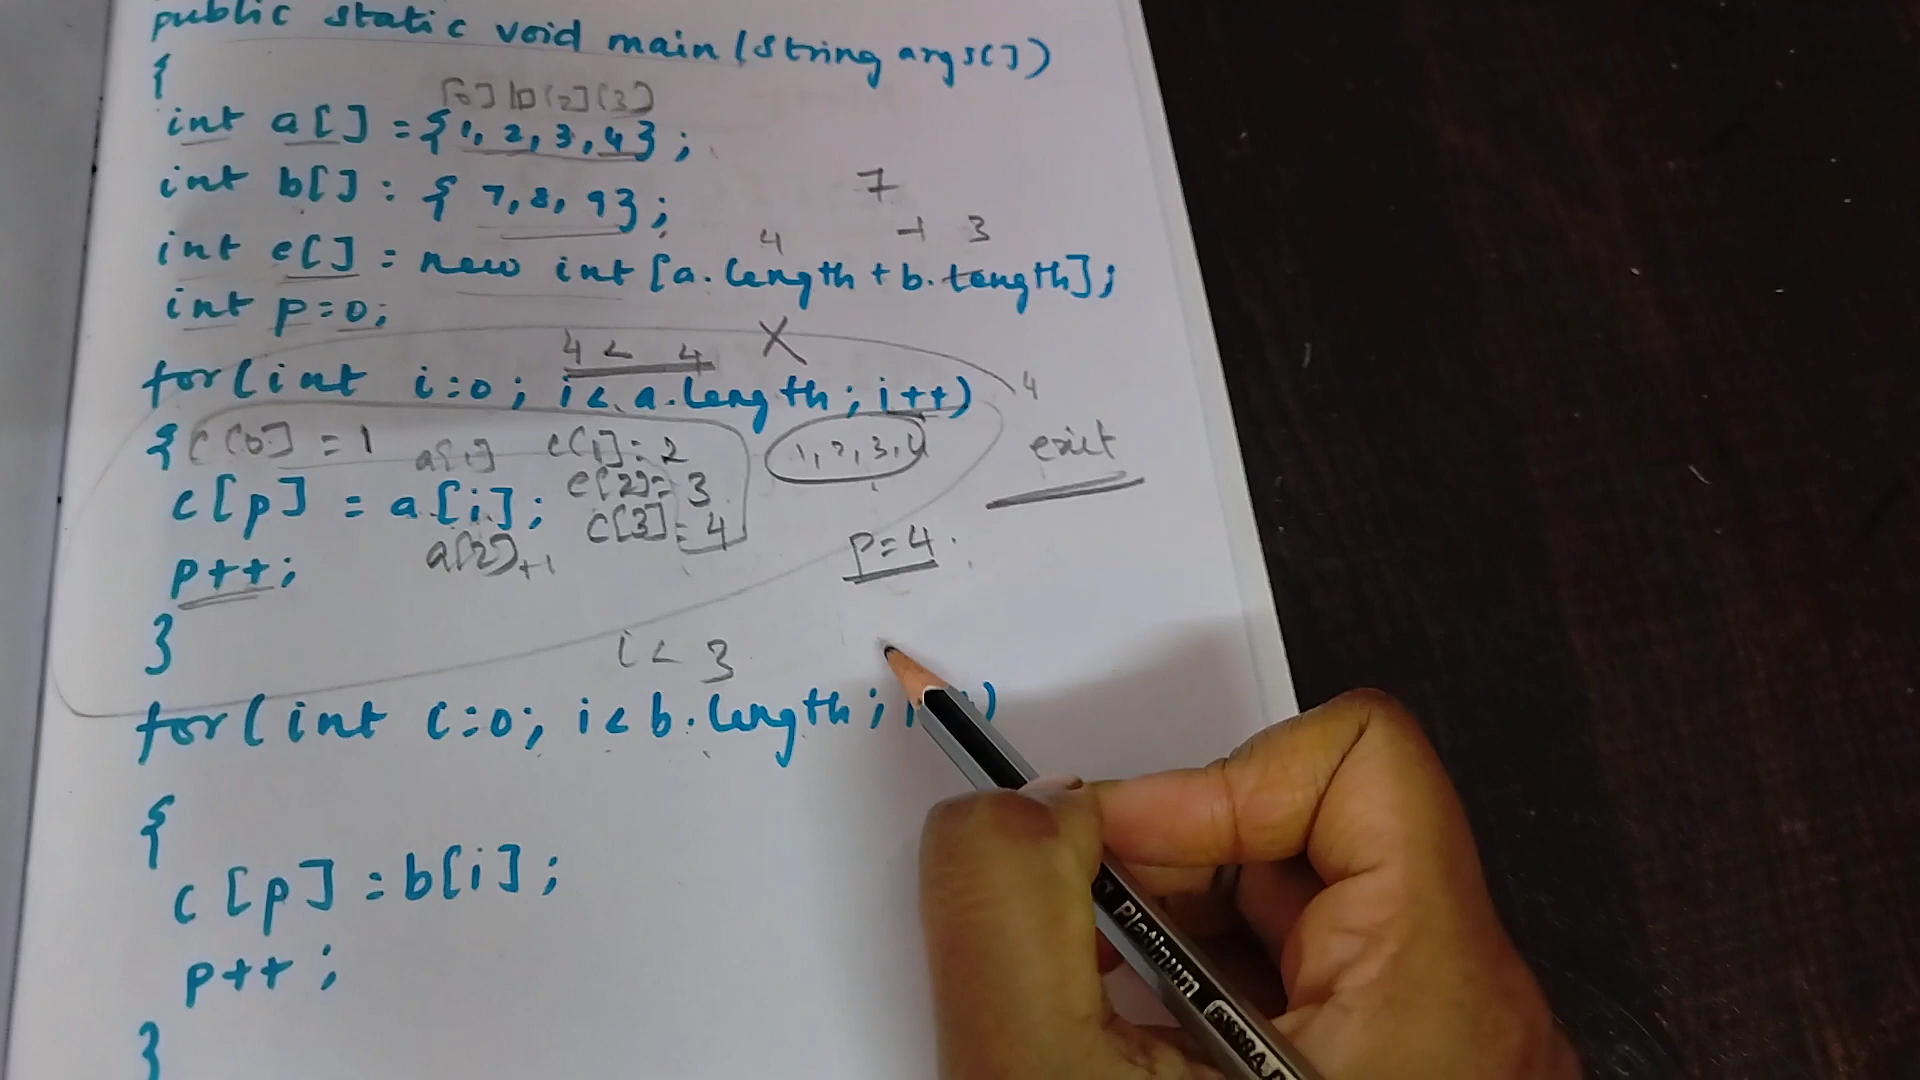 public static void main (String args[])
{
[0] [1] [2] [3]
int a[] = {1, 2, 3, 4};
int b[] = { 7, 8, 9};
7
4 + 3
int c[] = new int [a.length + b.length];
int p=0;
4 < 4 X
for(int i=0; i< a.length; i++) 4
{ c[0] = 1 a[1] c[1]= 2 1, 2, 3, 4 exit
c[2]= 3
c[p] = a[i]; c[3]= 4
p++; a[2]+1 p=4
}
i < 3
for(int i=0; i< b.length; i )
{
c[p] = b[i];
p++;
}
Platinum